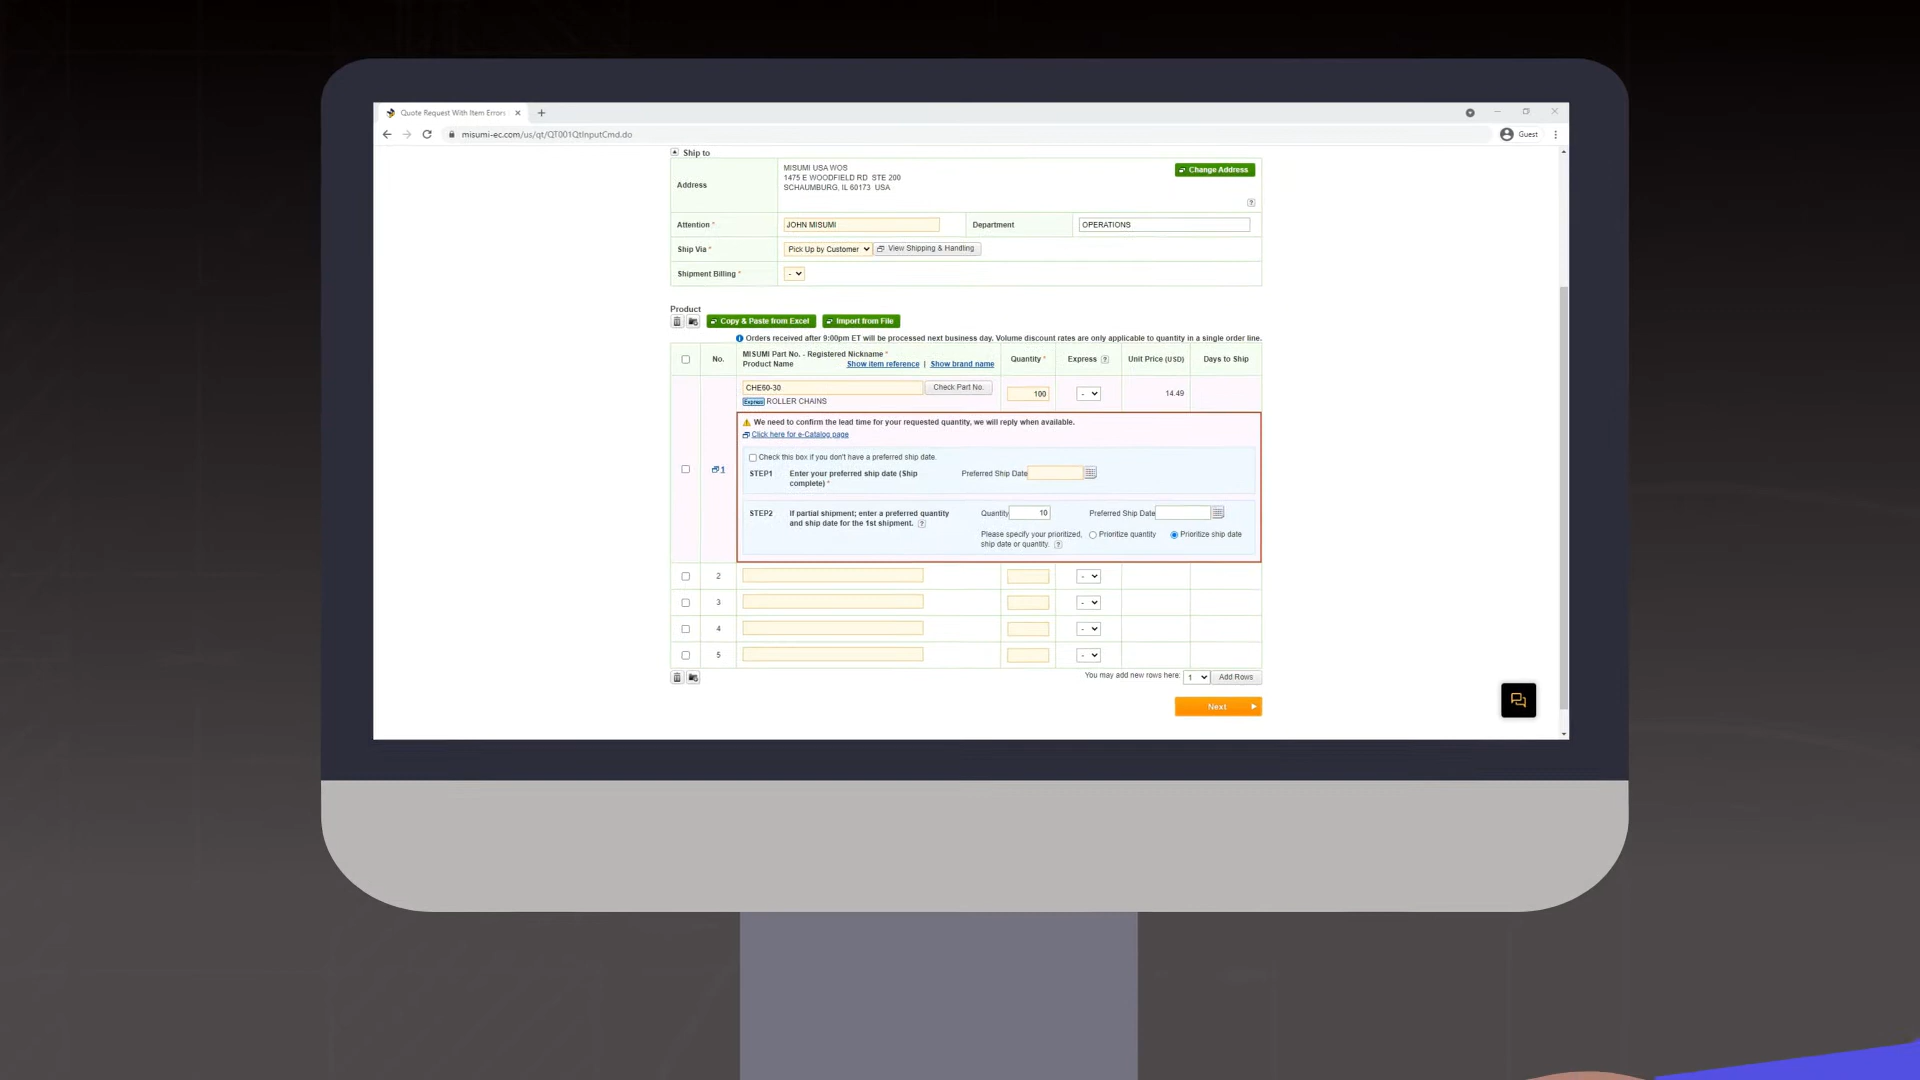 Quote Request With Item Errors
misumi-ec.com/us/qt/QT001QtInputCmd.do
Guest
Ship to
Address
MISUMI USA WOS
1475 E WOODFIELD RD STE 200
SCHAUMBURG, IL 60173 USA
Change Address
?
Attention *
JOHN MISUMI
Department
OPERATIONS
Ship Via *
Pick Up by Customer
View Shipping & Handling
Shipment Billing *
-
Product
Copy & Paste from Excel
Import from File
Orders received after 9:00pm ET will be processed next business day. Volume discount rates are only applicable to quantity in a single order line.
No.
MISUMI Part No. - Registered Nickname *
Product Name
Show item reference | Show brand name
Quantity *
Express ?
Unit Price (USD)
Days to Ship
CHE60-30
Check Part No.
100
-
14.49
Express ROLLER CHAINS
We need to confirm the lead time for your requested quantity, we will reply when available.
Click here for e-Catalog page
1
Check this box if you don't have a preferred ship date.
STEP1
Enter your preferred ship date (Ship
complete) *
Preferred Ship Date
STEP2
If partial shipment; enter a preferred quantity
and ship date for the 1st shipment. ?
Quantity 10
Preferred Ship Date
Please specify your prioritized,
ship date or quantity. ?
Prioritize quantity
Prioritize ship date
2 -
3 -
4 -
5 -
You may add new rows here: 1 Add Rows
Next